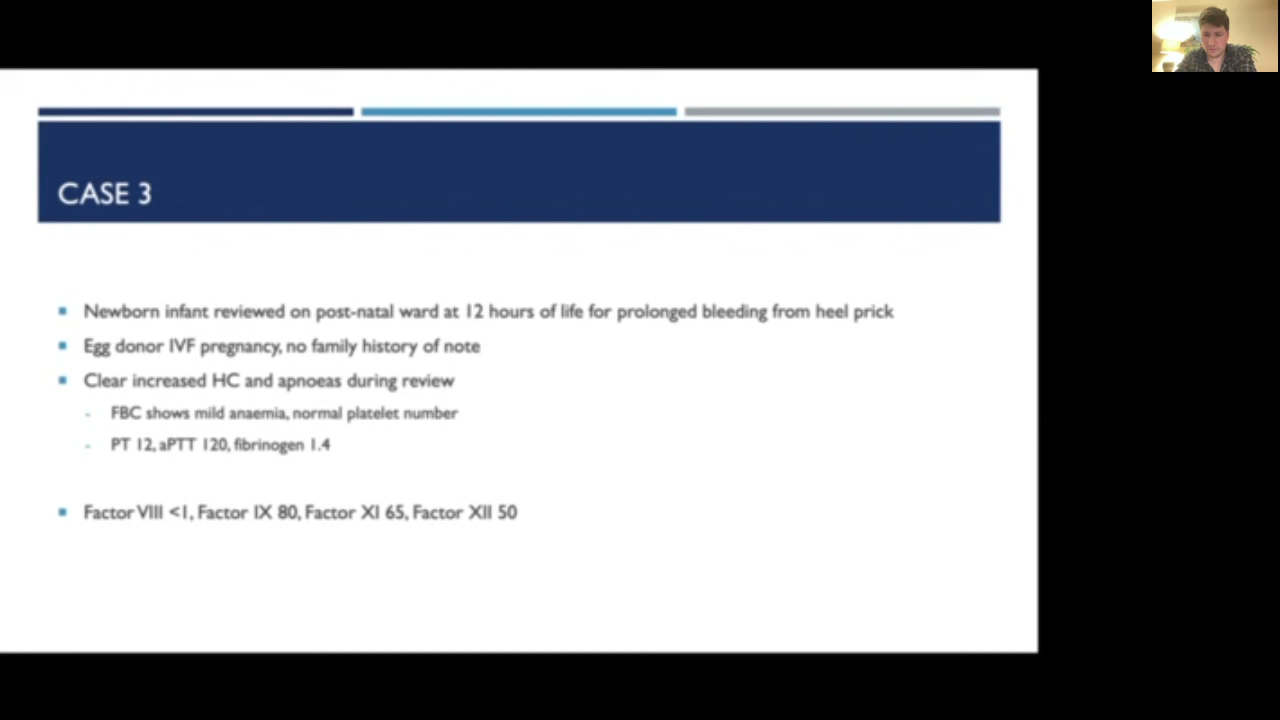 CASE 3
Newborn infant reviewed on post-natal ward at 12 hours of life for prolonged bleeding from heel prick
Egg donor IVF pregnancy, no family history of note
Clear increased HC and apnoeas during review
- FBC shows mild anaemia, normal platelet number
- PT 12, aPTT 120, fibrinogen 1.4
Factor VIII <1, Factor IX 80, Factor XI 65, Factor XII 50